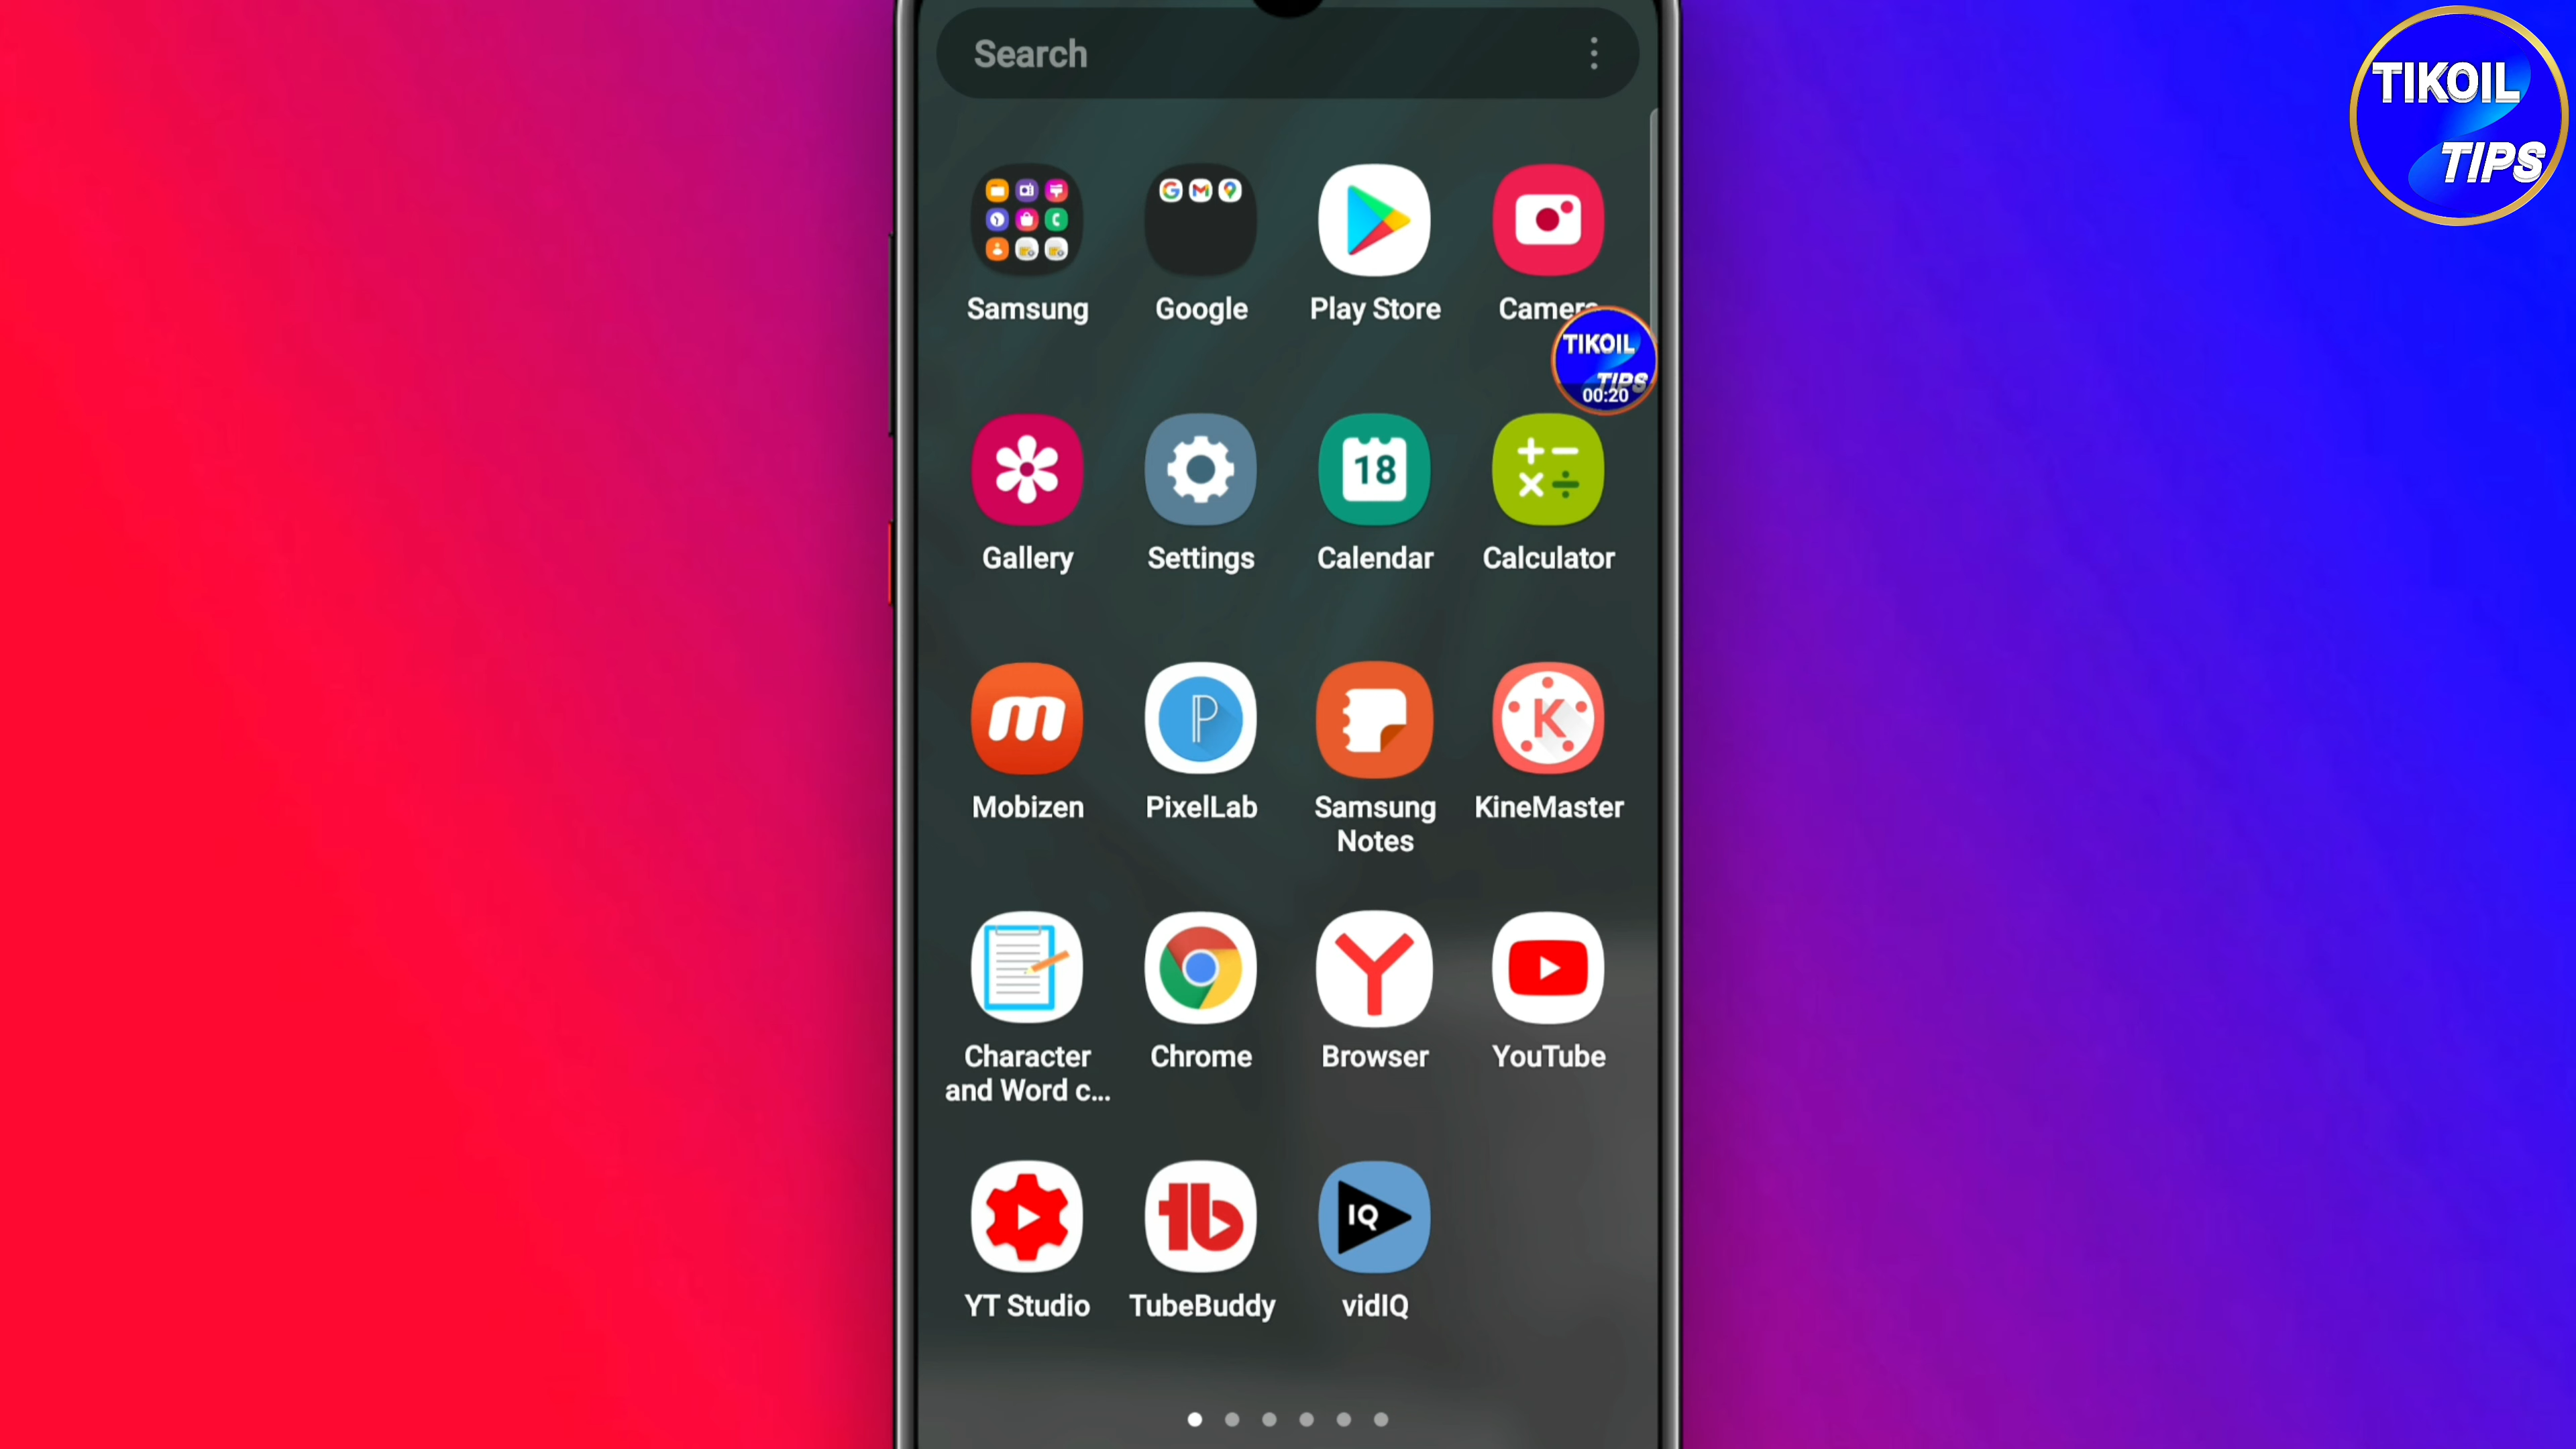 Search
TIKOIL
TIPS
Samsung
Google
Play Store
Camera
TIKOIL
TIPS
00:20
18
Gallery
Settings
Calendar
Calculator
Mobizen
PixelLab
Samsung
Notes
K
KineMaster
Character
and Word c...
Chrome
Browser
YouTube
YT Studio
tb
TubeBuddy
IQ
vidIQ